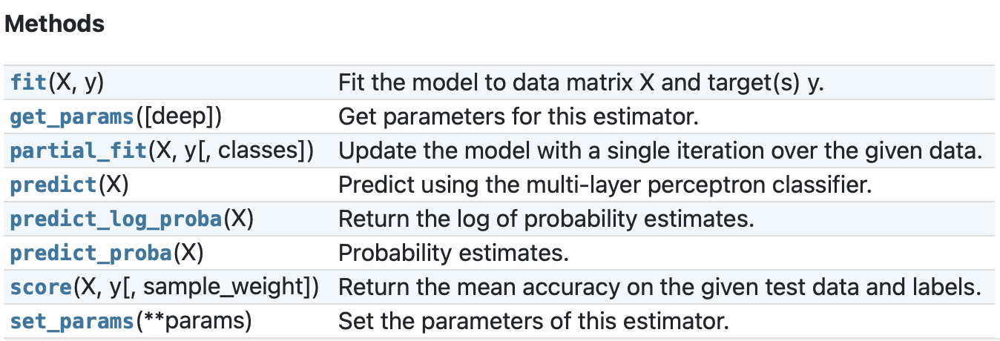 Methods
fit(X, y) Fit the model to data matrix X and target(s) y.
get_params([deep]) Get parameters for this estimator.
partial_fit(X, y[, classes]) Update the model with a single iteration over the given data.
predict(X) Predict using the multi-layer perceptron classifier.
predict_log_proba(X) Return the log of probability estimates.
predict_proba(X) Probability estimates.
score(X, y[, sample_weight]) Return the mean accuracy on the given test data and labels.
set_params(**params) Set the parameters of this estimator.